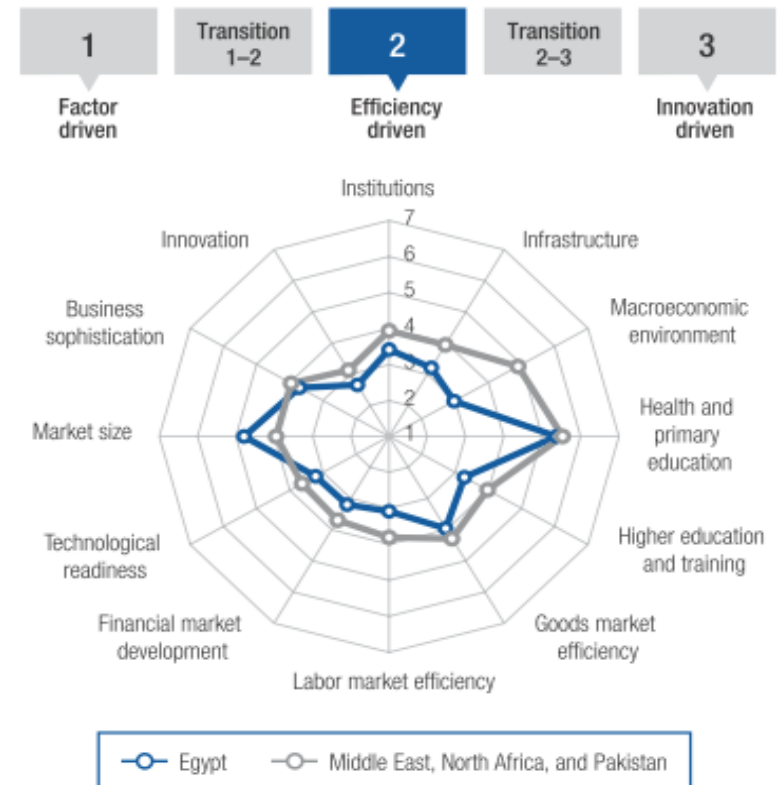 1
Transition
1–2
2
Transition
2–3
3
Factor
driven
Efficiency
driven
Innovation
driven
Institutions
7
Innovation
Infrastructure
6
5
Business
sophistication
Macroeconomic
environment
4
3
2
Market size
1
Health and
primary
education
Technological
readiness
Higher education
and training
Financial market
development
Goods market
efficiency
Labor market efficiency
Egypt
Middle East, North Africa, and Pakistan